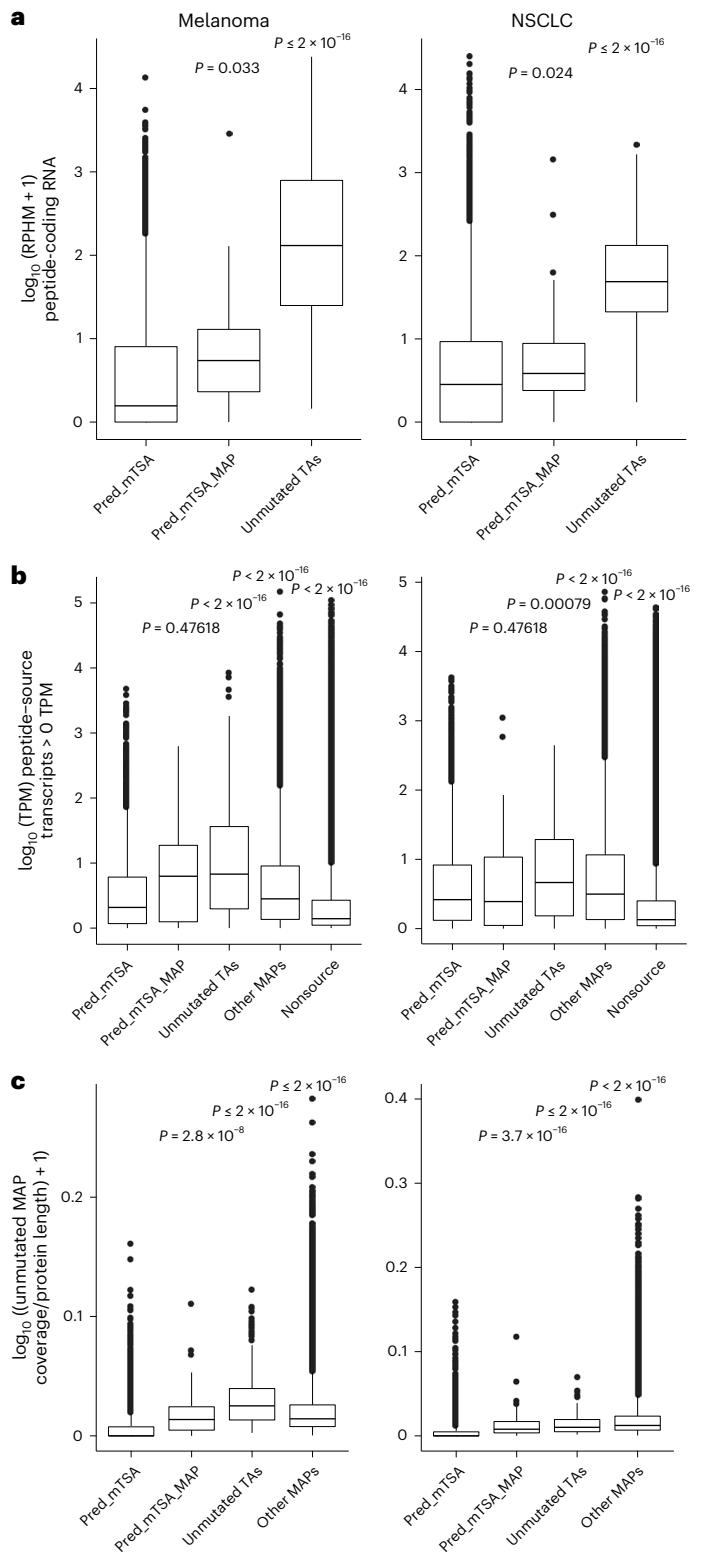 a
Melanoma
NSCLC
P = 0.033
P ≤ 2 × 10⁻¹⁶
P = 0.024
P ≤ 2 × 10⁻¹⁶
log₁₀ (RPHM + 1)
peptide-coding RNA
4
3
2
1
0
4
3
2
1
0
Pred_mTSA
Pred_mTSA_MAP
Unmutated TAs
Pred_mTSA
Pred_mTSA_MAP
Unmutated TAs
b
P < 2 × 10⁻¹⁶
P < 2 × 10⁻¹⁶
P < 2 × 10⁻¹⁶
P = 0.47618
P < 2 × 10⁻¹⁶
P < 2 × 10⁻¹⁶
P = 0.00079
P = 0.47618
log₁₀ (TPM) peptide–source
transcripts > 0 TPM
5
4
3
2
1
0
5
4
3
2
1
0
Pred_mTSA
Pred_mTSA_MAP
Unmutated TAs
Other MAPs
Nonsource
Pred_mTSA
Pred_mTSA_MAP
Unmutated TAs
Other MAPs
Nonsource
c
P ≤ 2 × 10⁻¹⁶
P ≤ 2 × 10⁻¹⁶
P = 2.8 × 10⁻⁸
P < 2 × 10⁻¹⁶
P ≤ 2 × 10⁻¹⁶
P = 3.7 × 10⁻¹⁶
log₁₀ ((unmutated MAP
coverage/protein length) + 1)
0.2
0.1
0
0.4
0.3
0.2
0.1
0
Pred_mTSA
Pred_mTSA_MAP
Unmutated TAs
Other MAPs
Pred_mTSA
Pred_mTSA_MAP
Unmutated TAs
Other MAPs